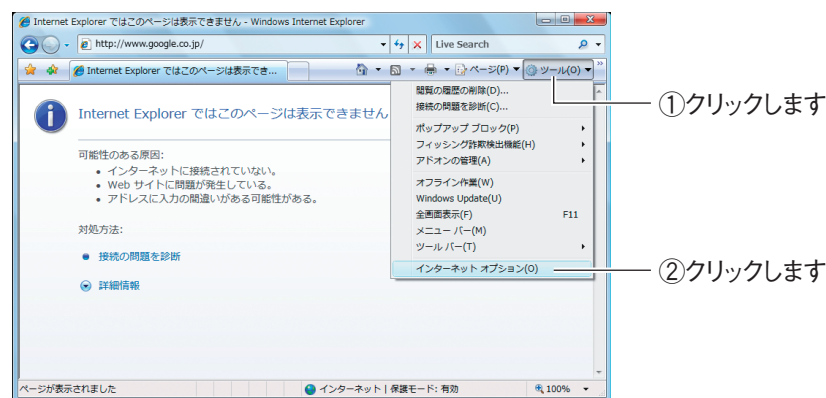 Internet Explorer ではこのページは表示できません - Windows Internet Explorer
http://www.google.co.jp/
Live Search
Internet Explorer ではこのページは表示でき...
ページ(P)
ツール(O)
Internet Explorer ではこのページは表示できません
可能性のある原因:
• インターネットに接続されていない。
• Web サイトに問題が発生している。
• アドレスに入力の間違いがある可能性がある。
対処方法:
接続の問題を診断
詳細情報
閲覧の履歴の削除(D)...
接続の問題を診断(C)...
ポップアップ ブロック(P)
フィッシング詐欺検出機能(H)
アドオンの管理(A)
オフライン作業(W)
Windows Update(U)
全画面表示(F) F11
メニュー バー(M)
ツール バー(T)
インターネット オプション(O)
①クリックします
②クリックします
ページが表示されました
インターネット | 保護モード: 有効
100%